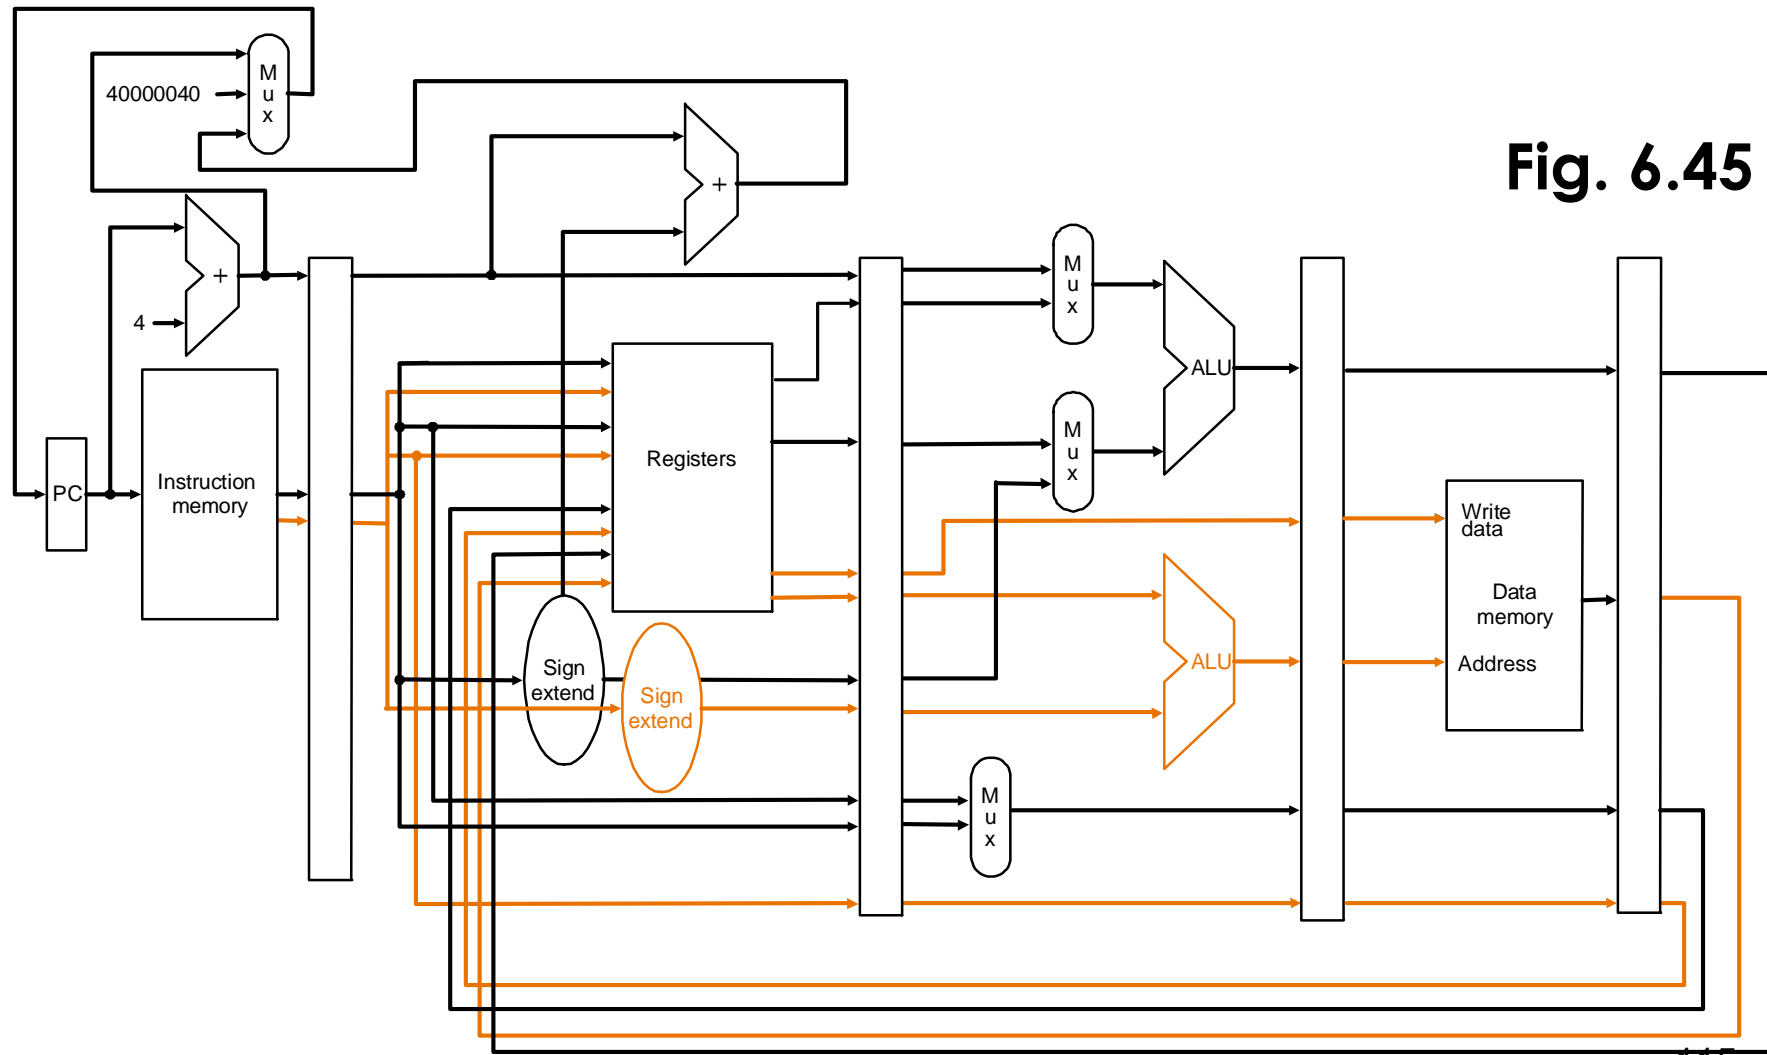 Fig. 6.45
M
u
x
40000040
+
+
4
M
u
x
ALU
PC
Instruction
memory
Registers
M
u
x
Write
data
Data
memory
Address
ALU
Sign
extend
Sign
extend
M
u
x